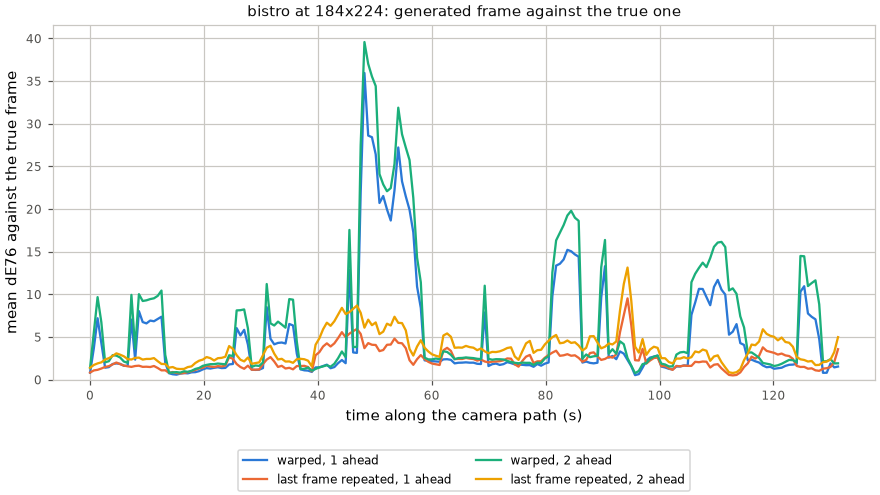 bistro at 184x224: generated frame against the true one
mean dE76 against the true frame
40
35
30
25
20
15
10
5
0
0 20 40 60 80 100 120
time along the camera path (s)
warped, 1 ahead warped, 2 ahead
last frame repeated, 1 ahead last frame repeated, 2 ahead